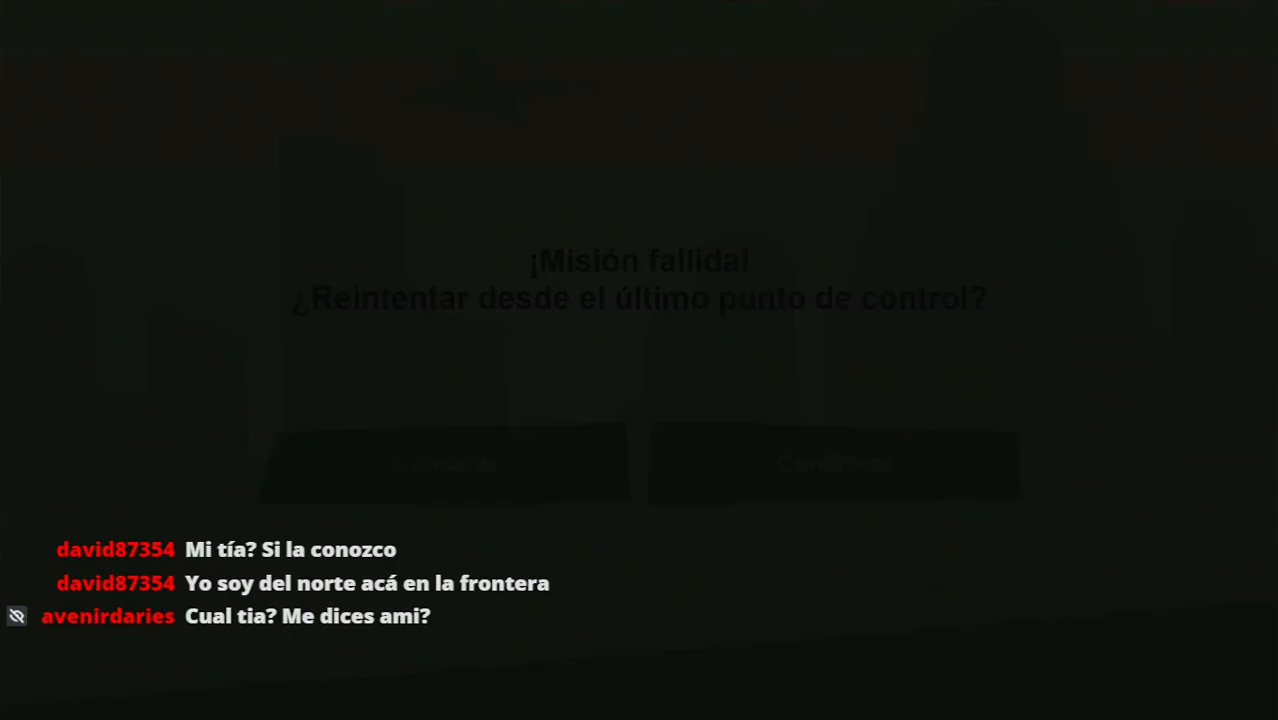 ¡Misión fallida!
¿Reintentar desde el último punto de control?
david87354 Mi tía? Si la conozco
david87354 Yo soy del norte acá en la frontera
avenirdaries Cual tia? Me dices ami?